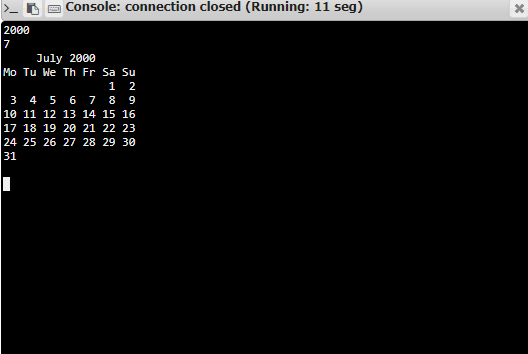 Console: connection closed (Running: 11 seg)
2000
7
     July 2000
Mo Tu We Th Fr Sa Su
                1  2
 3  4  5  6  7  8  9
10 11 12 13 14 15 16
17 18 19 20 21 22 23
24 25 26 27 28 29 30
31